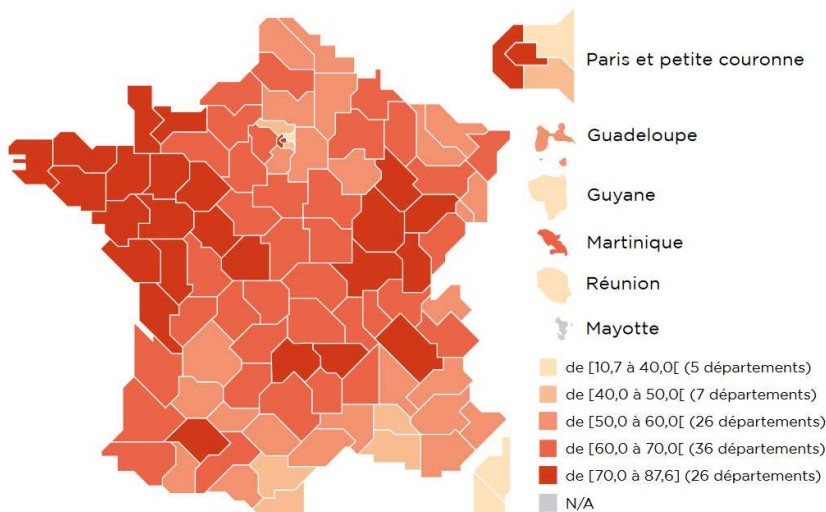 Paris et petite couronne
Guadeloupe
Guyane
Martinique
Réunion
Mayotte
de [10,7 à 40,0[ (5 départements)
de [40,0 à 50,0[ (7 départements)
de [50,0 à 60,0[ (26 départements)
de [60,0 à 70,0[ (36 départements)
de [70,0 à 87,6] (26 départements)
N/A